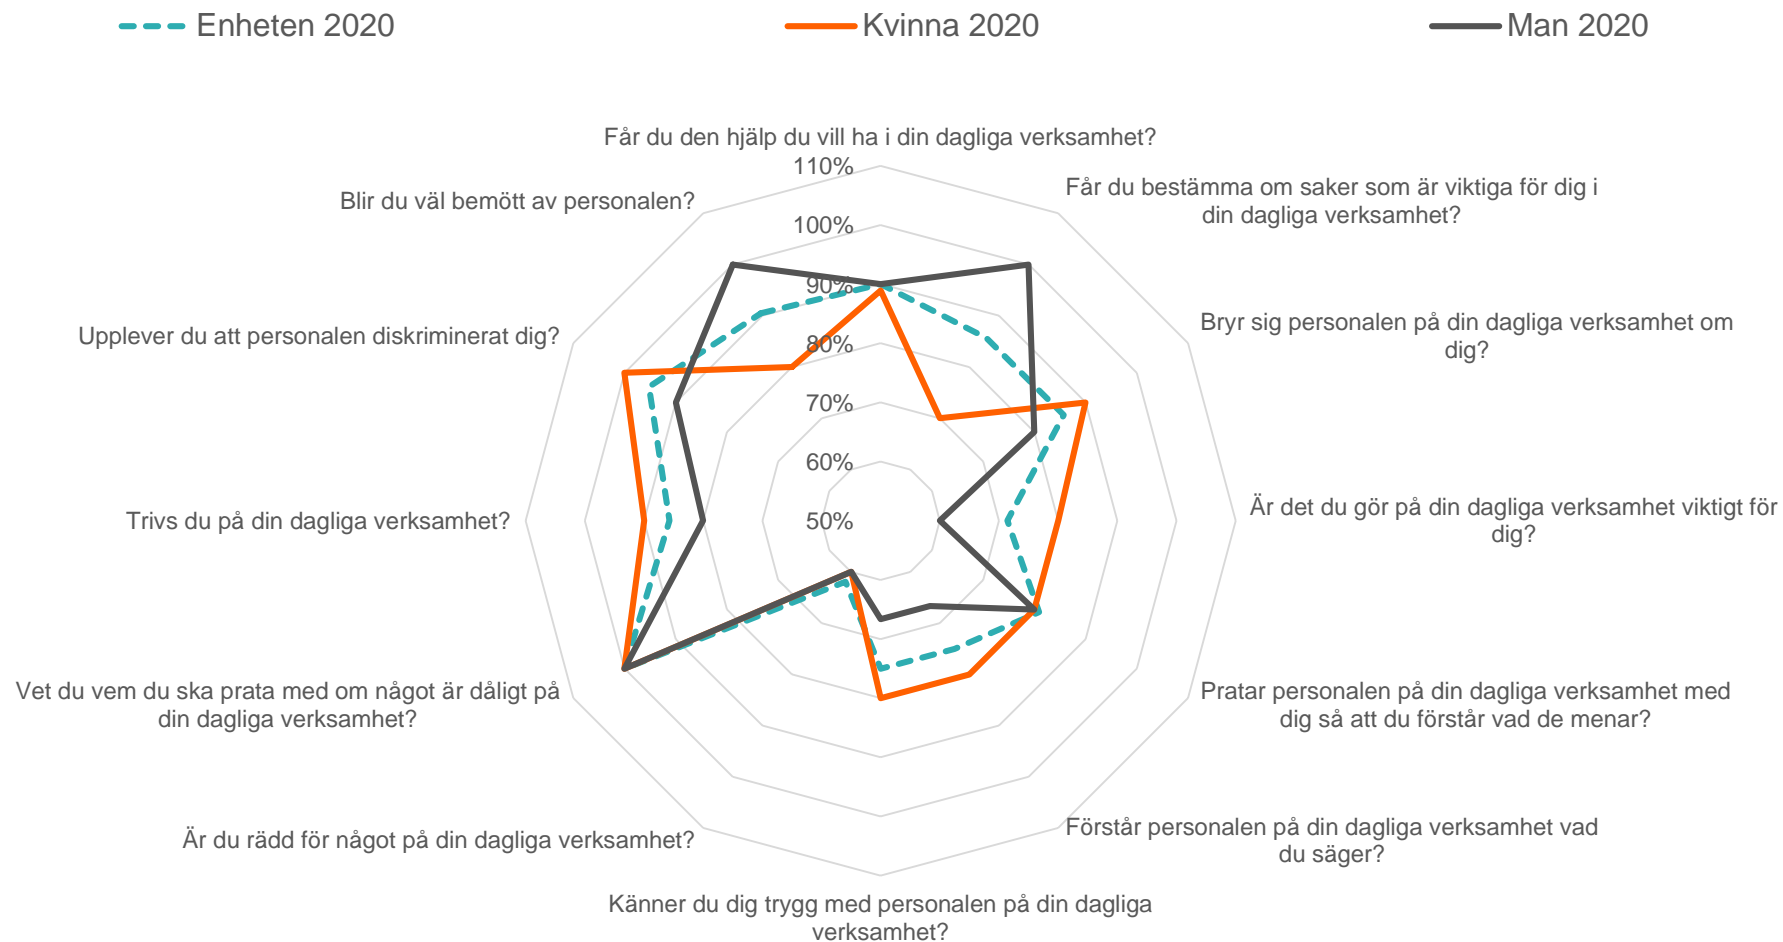 Enheten 2020
Kvinna 2020
Man 2020
Får du den hjälp du vill ha i din dagliga verksamhet?
110%
Får du bestämma om saker som är viktiga för dig i
din dagliga verksamhet?
Blir du väl bemött av personalen?
100%
90%
Bryr sig personalen på din dagliga verksamhet om
dig?
Upplever du att personalen diskriminerat dig?
80%
70%
60%
Är det du gör på din dagliga verksamhet viktigt för
dig?
Trivs du på din dagliga verksamhet?
50%
Vet du vem du ska prata med om något är dåligt på
din dagliga verksamhet?
Pratar personalen på din dagliga verksamhet med
dig så att du förstår vad de menar?
Är du rädd för något på din dagliga verksamhet?
Förstår personalen på din dagliga verksamhet vad
du säger?
Känner du dig trygg med personalen på din dagliga
verksamhet?